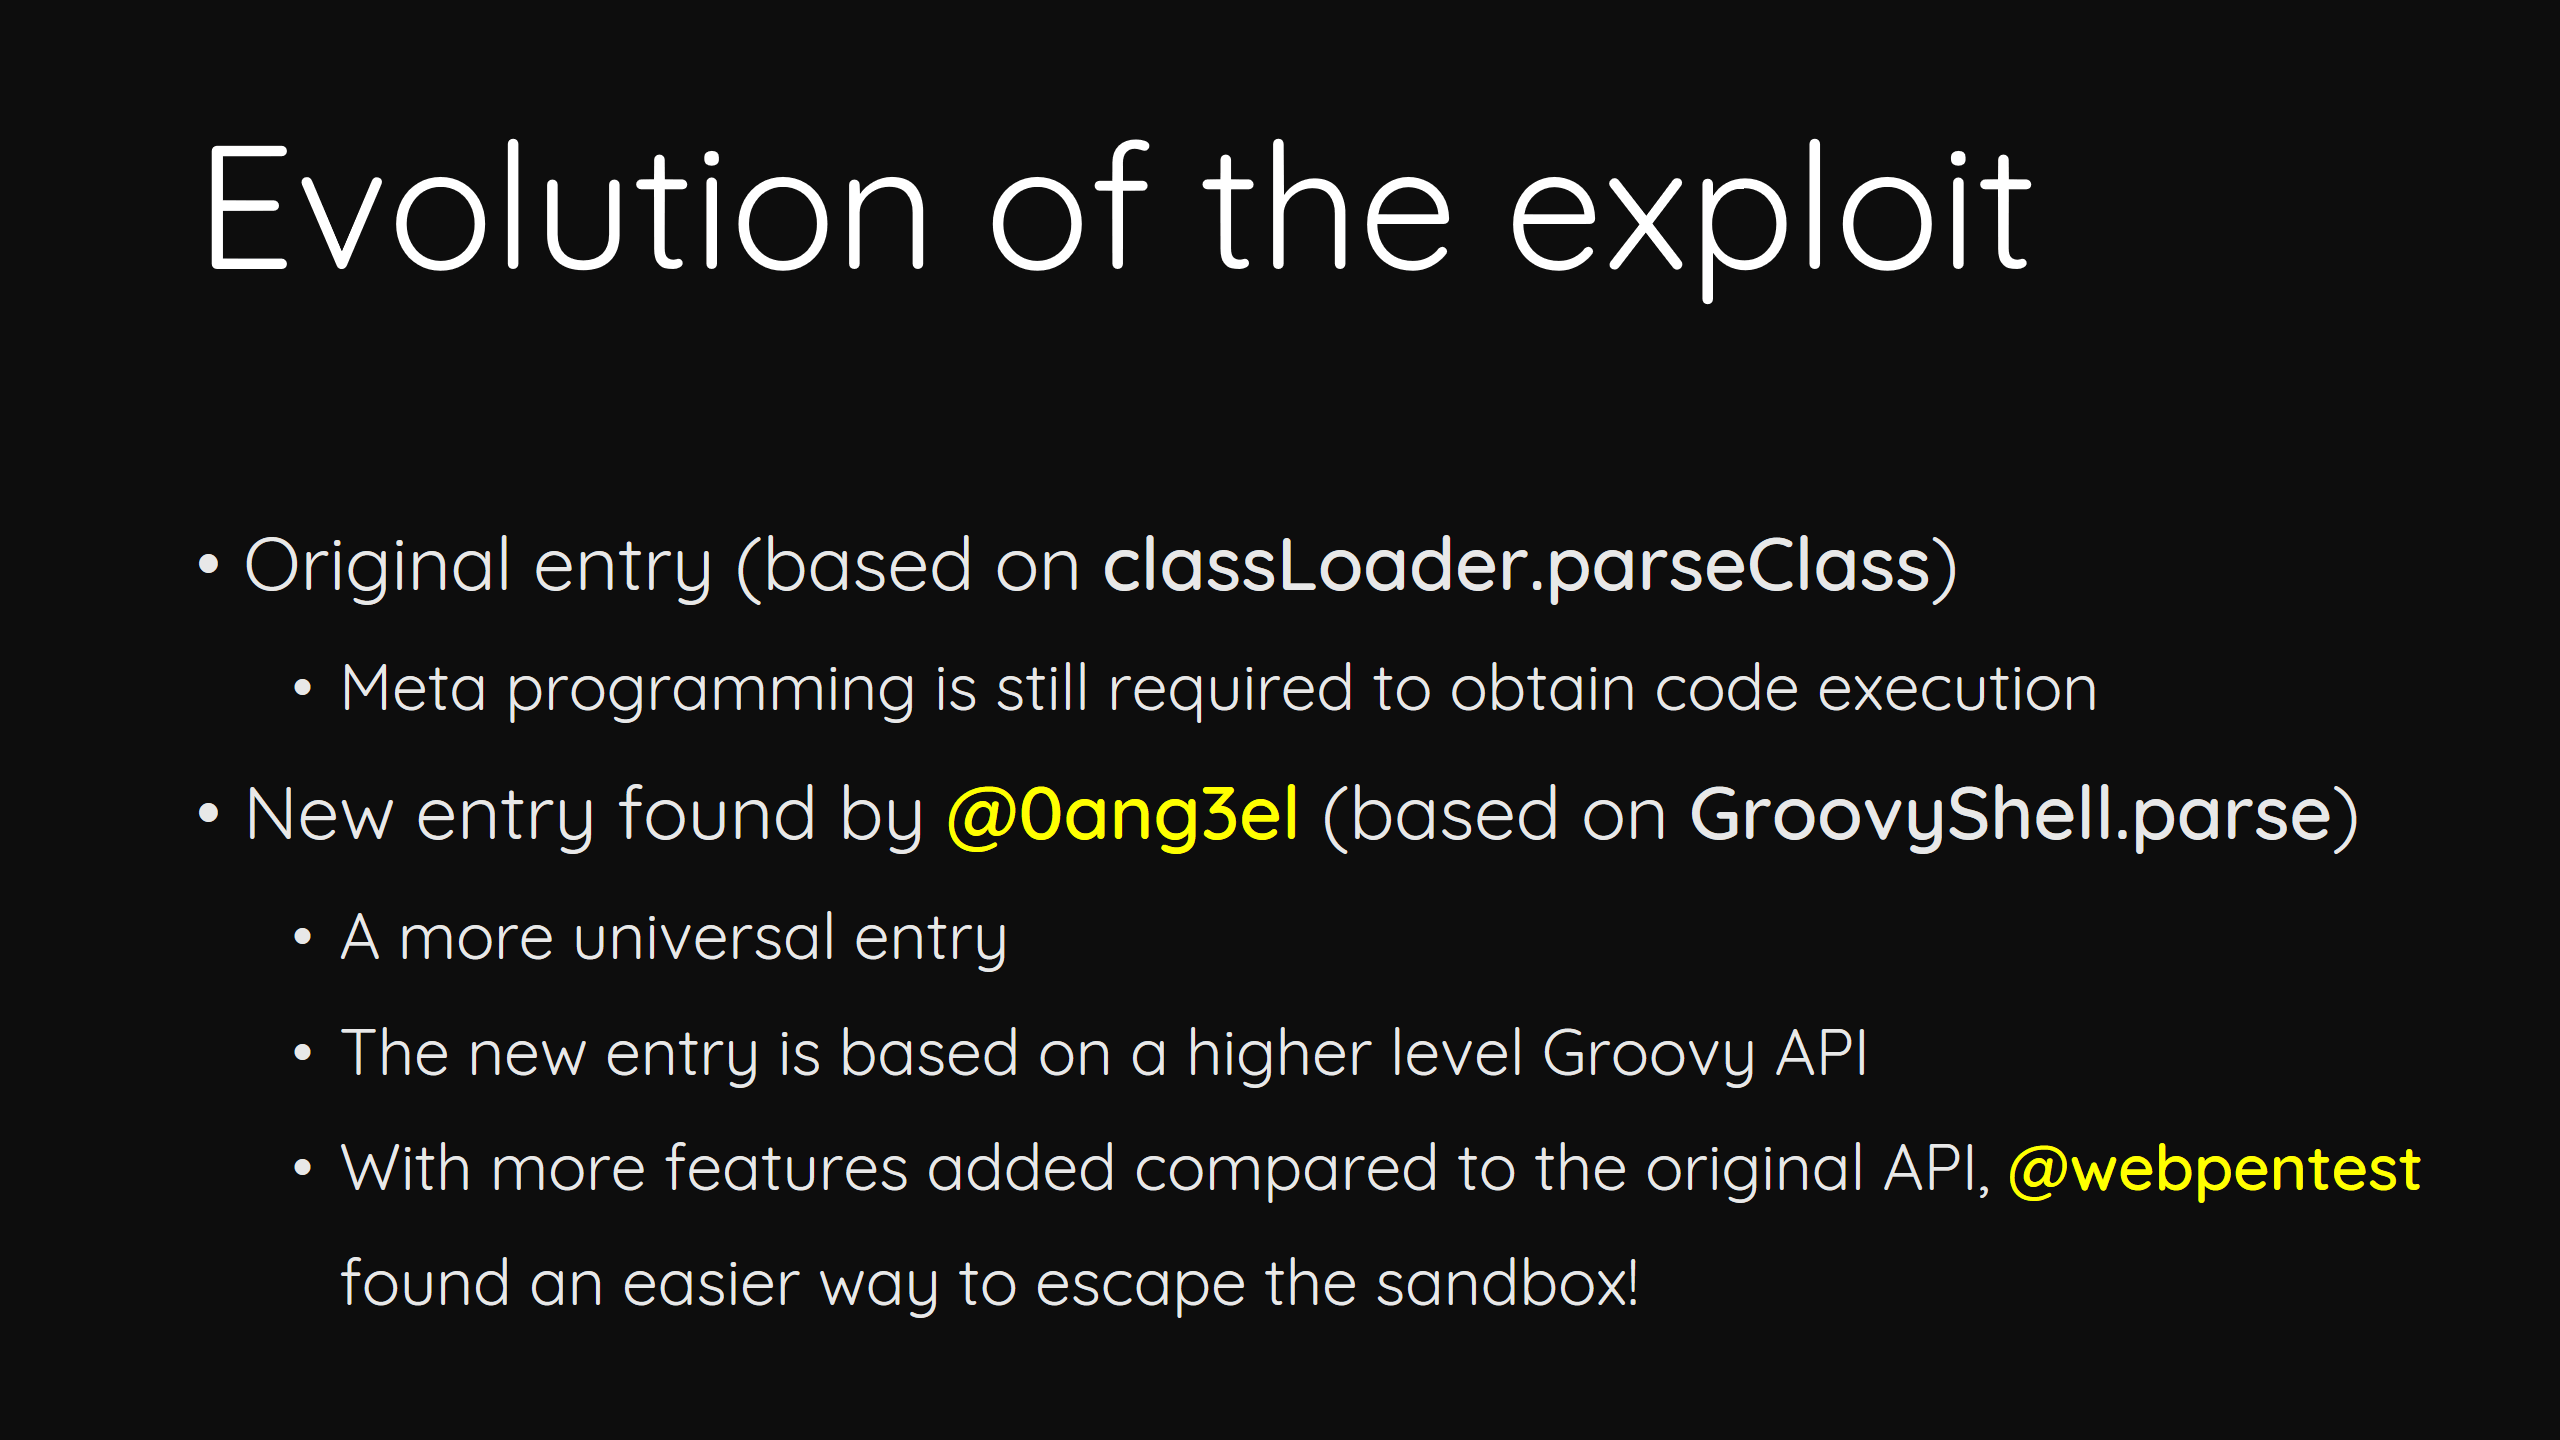 Evolution of the exploit
• Original entry (based on classLoader.parseClass)
• Meta programming is still required to obtain code execution
• New entry found by @0ang3el (based on GroovyShell.parse)
• A more universal entry
• The new entry is based on a higher level Groovy API
• With more features added compared to the original API, @webpentest
found an easier way to escape the sandbox!